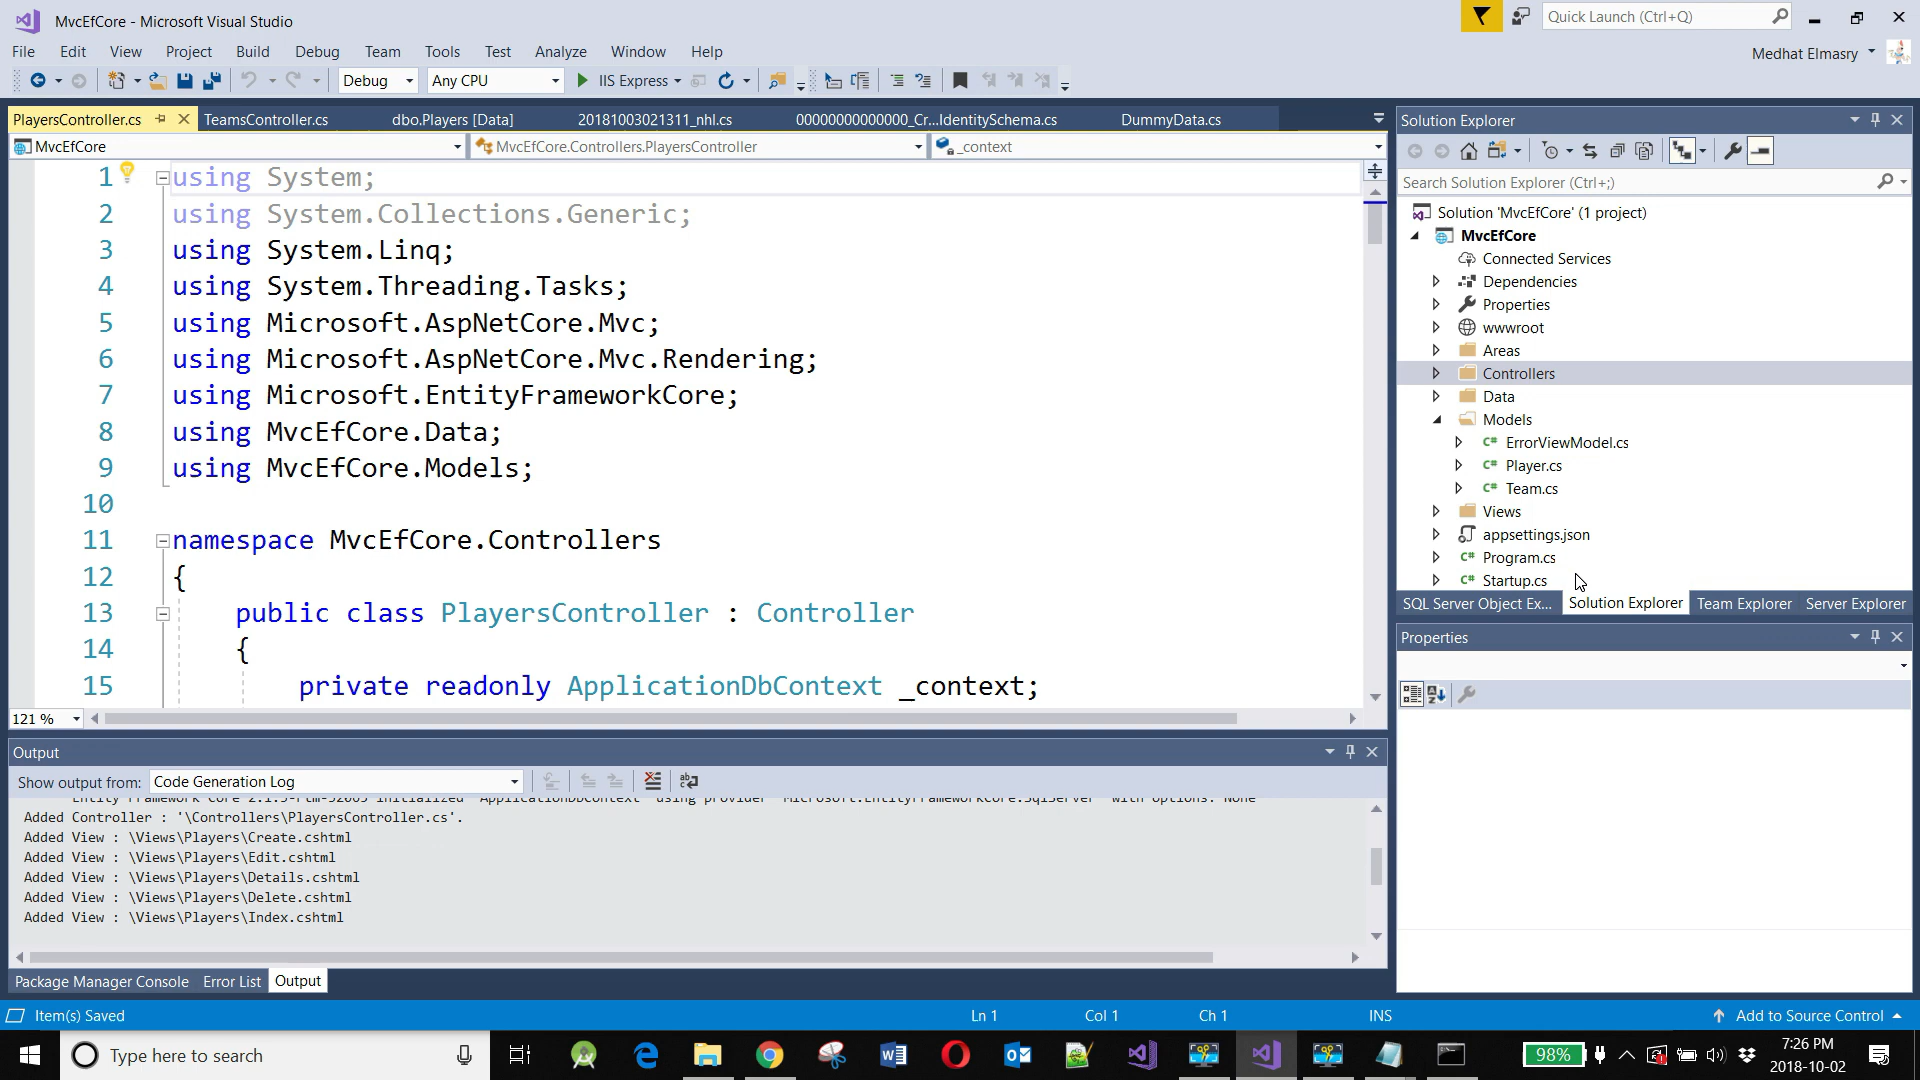 MvcEfCore - Microsoft Visual Studio
Quick Launch (Ctrl+Q)
File Edit View Project Build Debug Team Tools Test Analyze Window Help
Medhat Elmasry
Debug Any CPU IIS Express
PlayersController.cs TeamsController.cs dbo.Players [Data] 20181003021311_nhl.cs 00000000000000_Cr...IdentitySchema.cs DummyData.cs
MvcEfCore MvcEfCore.Controllers.PlayersController _context
1 using System;
2 using System.Collections.Generic;
3 using System.Linq;
4 using System.Threading.Tasks;
5 using Microsoft.AspNetCore.Mvc;
6 using Microsoft.AspNetCore.Mvc.Rendering;
7 using Microsoft.EntityFrameworkCore;
8 using MvcEfCore.Data;
9 using MvcEfCore.Models;
10
11 namespace MvcEfCore.Controllers
12 {
13 public class PlayersController : Controller
14 {
15 private readonly ApplicationDbContext _context;
121 %
Output
Show output from: Code Generation Log
Added Controller : '\Controllers\PlayersController.cs'.
Added View : \Views\Players\Create.cshtml
Added View : \Views\Players\Edit.cshtml
Added View : \Views\Players\Details.cshtml
Added View : \Views\Players\Delete.cshtml
Added View : \Views\Players\Index.cshtml
Package Manager Console Error List Output
Solution Explorer
Search Solution Explorer (Ctrl+;)
Solution 'MvcEfCore' (1 project)
MvcEfCore
Connected Services
Dependencies
Properties
wwwroot
Areas
Controllers
Data
Models
C# ErrorViewModel.cs
C# Player.cs
C# Team.cs
Views
appsettings.json
C# Program.cs
C# Startup.cs
SQL Server Object Ex... Solution Explorer Team Explorer Server Explorer
Properties
Item(s) Saved Ln 1 Col 1 Ch 1 INS Add to Source Control
Type here to search
98%
7:26 PM
2018-10-02